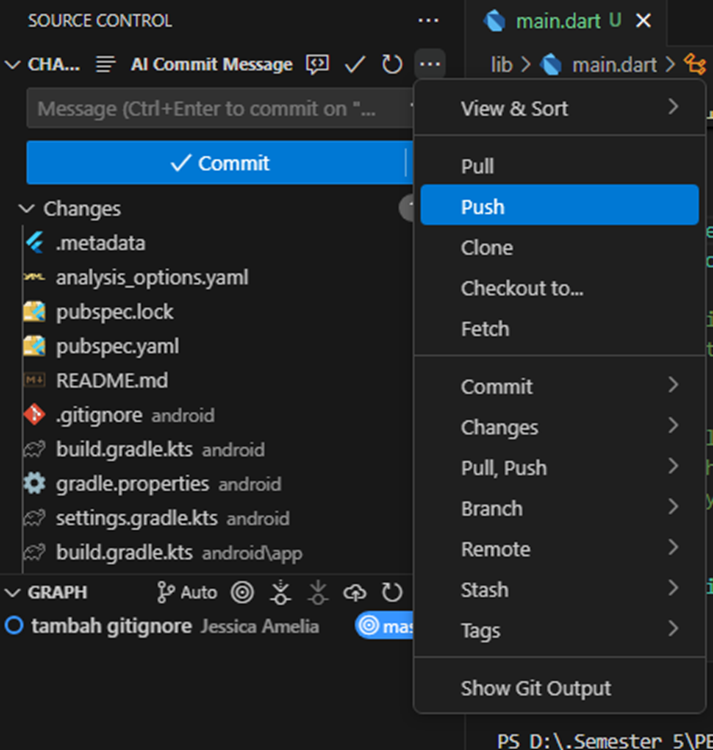 SOURCE CONTROL
main.dart U
CHA... AI Commit Message
lib > main.dart >
Message (Ctrl+Enter to commit on "...
Commit
Changes
.metadata
analysis_options.yaml
pubspec.lock
pubspec.yaml
README.md
.gitignore android
build.gradle.kts android
gradle.properties android
settings.gradle.kts android
build.gradle.kts android\app
GRAPH Auto
tambah gitignore Jessica Amelia mas
View & Sort
Pull
Push
Clone
Checkout to...
Fetch
Commit
Changes
Pull, Push
Branch
Remote
Stash
Tags
Show Git Output
PS D:\.Semester 5\PE